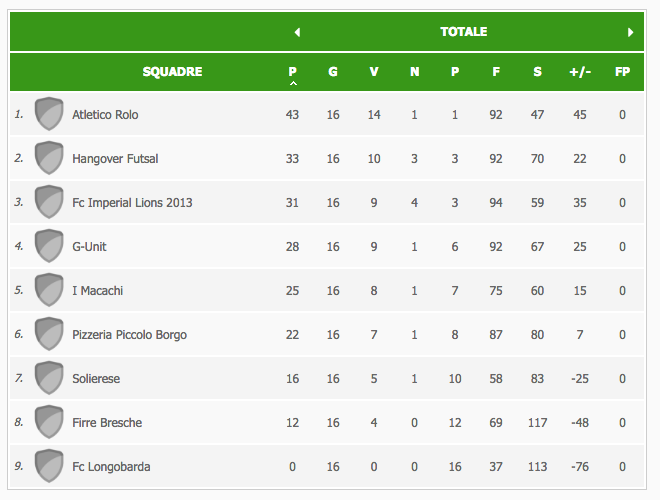 TOTALE
SQUADRE P G V N P F S +/- FP
1. Atletico Rolo 43 16 14 1 1 92 47 45 0
2. Hangover Futsal 33 16 10 3 3 92 70 22 0
3. Fc Imperial Lions 2013 31 16 9 4 3 94 59 35 0
4. G-Unit 28 16 9 1 6 92 67 25 0
5. I Macachi 25 16 8 1 7 75 60 15 0
6. Pizzeria Piccolo Borgo 22 16 7 1 8 87 80 7 0
7. Solierese 16 16 5 1 10 58 83 -25 0
8. Firre Bresche 12 16 4 0 12 69 117 -48 0
9. Fc Longobarda 0 16 0 0 16 37 113 -76 0